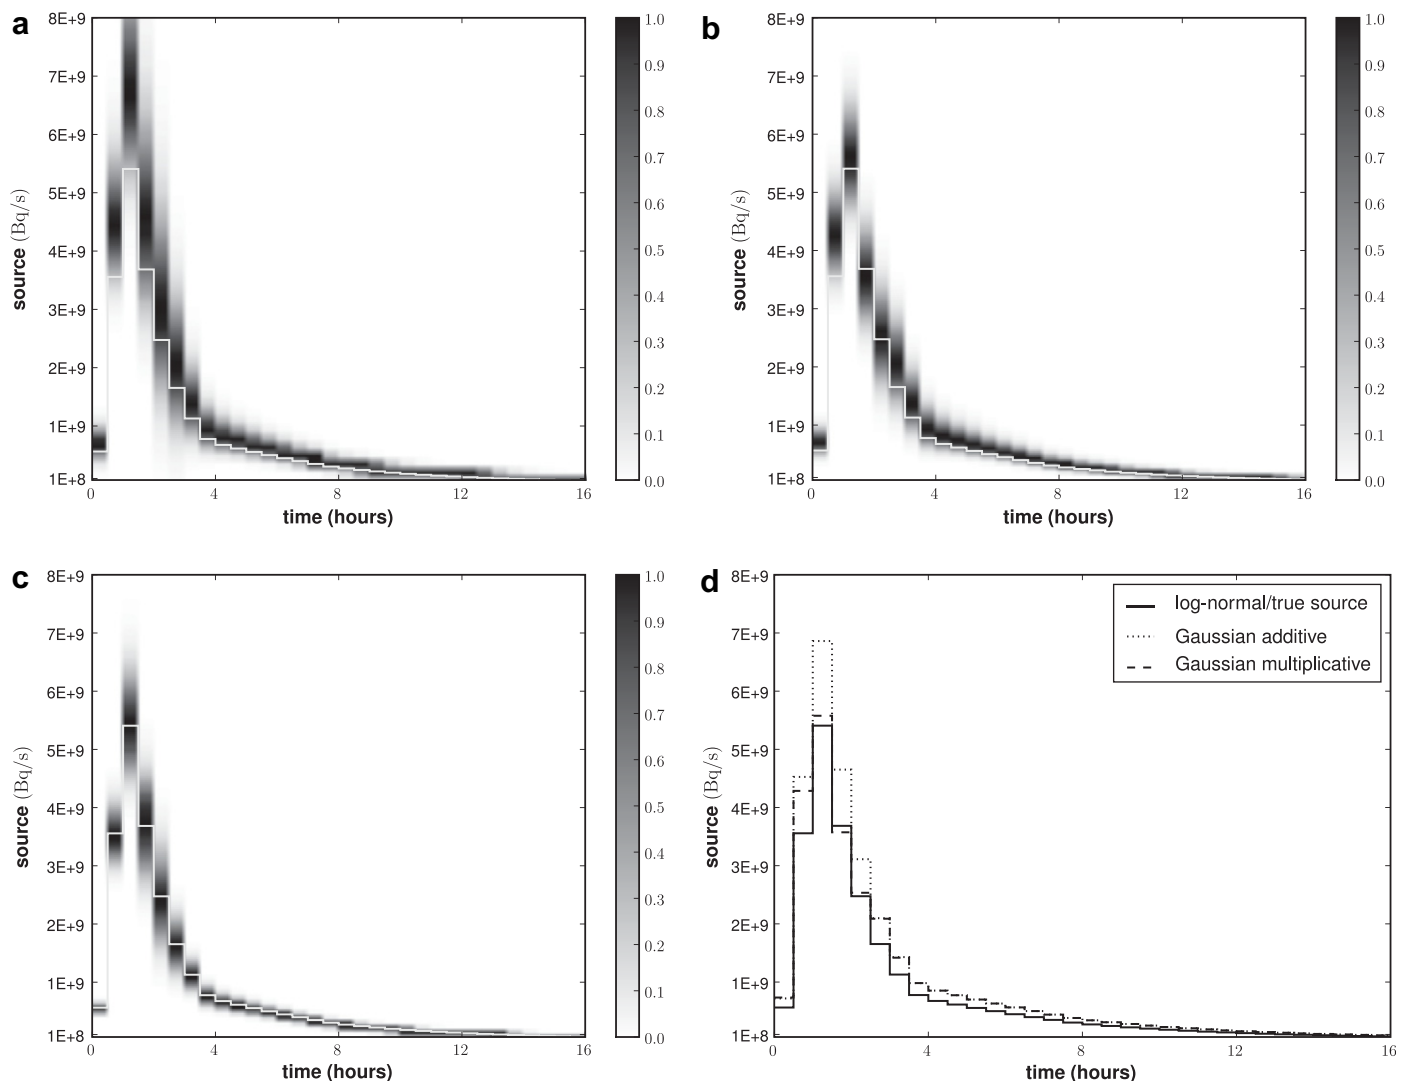 a
8E+9
7E+9
6E+9
5E+9
4E+9
3E+9
2E+9
1E+9
1E+8
source (Bq/s)
0 4 8 12 16
time (hours)
1.0
0.9
0.8
0.7
0.6
0.5
0.4
0.3
0.2
0.1
0.0
b
8E+9
7E+9
6E+9
5E+9
4E+9
3E+9
2E+9
1E+9
1E+8
source (Bq/s)
0 4 8 12 16
time (hours)
1.0
0.9
0.8
0.7
0.6
0.5
0.4
0.3
0.2
0.1
0.0
c
8E+9
7E+9
6E+9
5E+9
4E+9
3E+9
2E+9
1E+9
1E+8
source (Bq/s)
0 4 8 12 16
time (hours)
1.0
0.9
0.8
0.7
0.6
0.5
0.4
0.3
0.2
0.1
0.0
d
8E+9
7E+9
6E+9
5E+9
4E+9
3E+9
2E+9
1E+9
1E+8
source (Bq/s)
0 4 8 12 16
time (hours)
log-normal/true source
Gaussian additive
Gaussian multiplicative